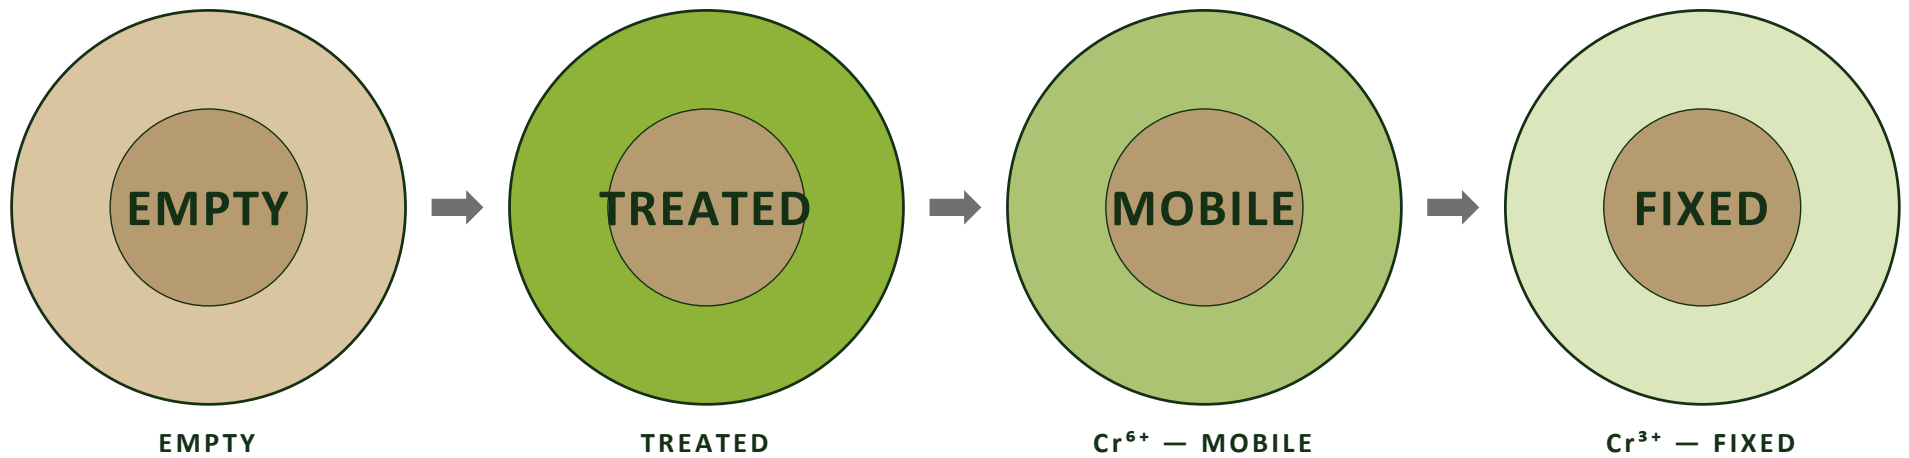 EMPTY
TREATED
MOBILE
FIXED
EMPTY
TREATED
Cr⁶⁺ — MOBILE
Cr³⁺ — FIXED